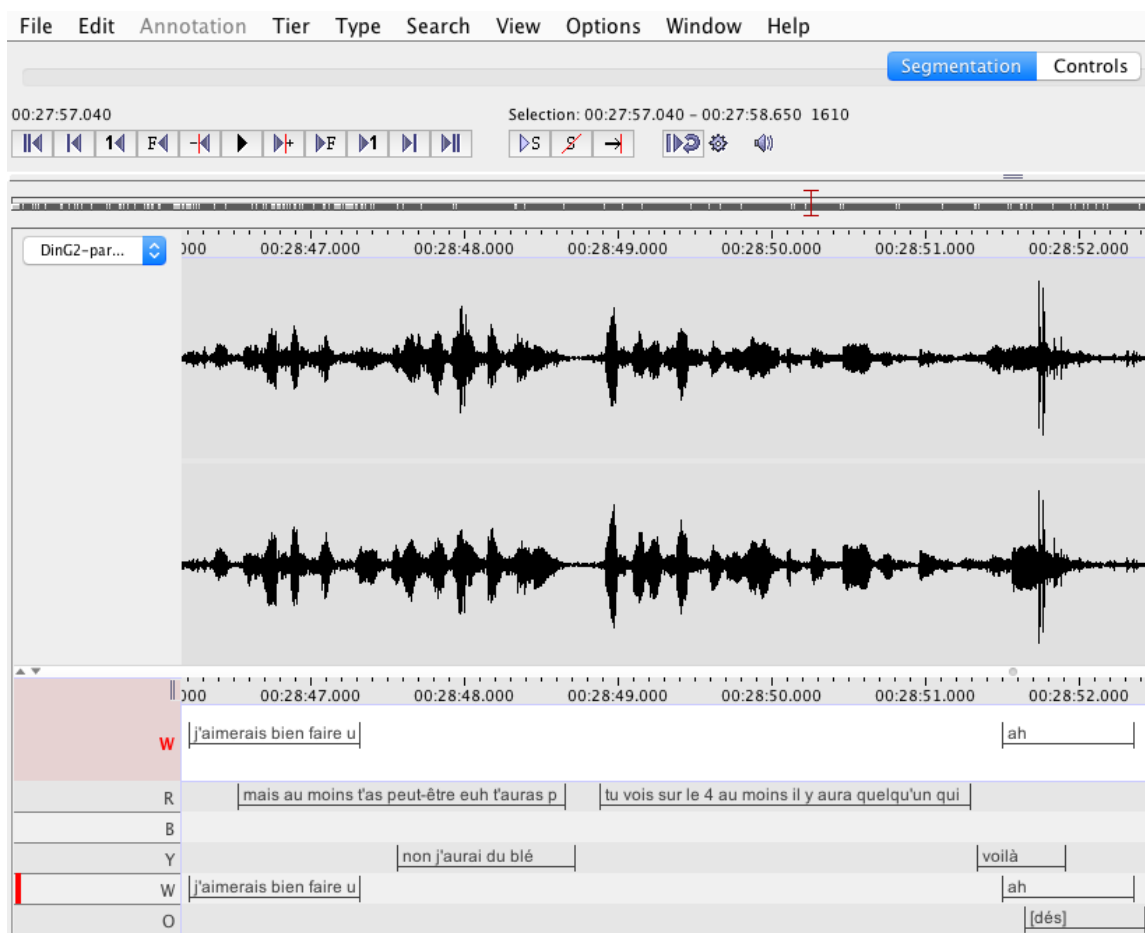 File Edit Annotation Tier Type Search View Options Window Help
Segmentation Controls
00:27:57.040 Selection: 00:27:57.040 - 00:27:58.650 1610
1 F - + F 1 S S
DinG2-par... 000 00:28:47.000 00:28:48.000 00:28:49.000 00:28:50.000 00:28:51.000 00:28:52.000
000 00:28:47.000 00:28:48.000 00:28:49.000 00:28:50.000 00:28:51.000 00:28:52.000
W j'aimerais bien faire u ah
R mais au moins t'as peut-être euh t'auras p tu vois sur le 4 au moins il y aura quelqu'un qui
B
Y non j'aurai du blé voilà
W j'aimerais bien faire u ah
O [dés]